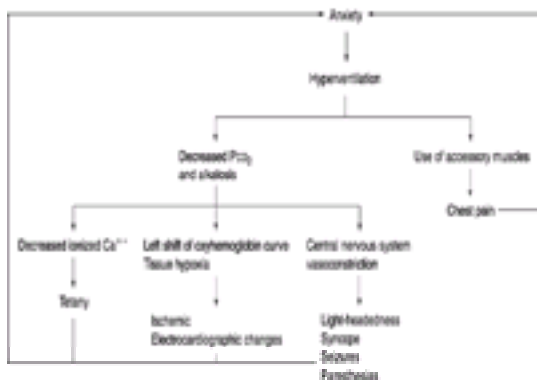 Anxiety
Hyperventilation
Decreased Pco₂
and alkalosis
Use of accessory muscles
Chest pain
Decreased ionized Ca⁺⁺
Left shift of oxyhemoglobin curve
Tissue hypoxia
Central nervous system
vasoconstriction
Tetany
Ischemic
Electrocardiographic changes
Light-headedness
Syncope
Seizures
Paresthesias